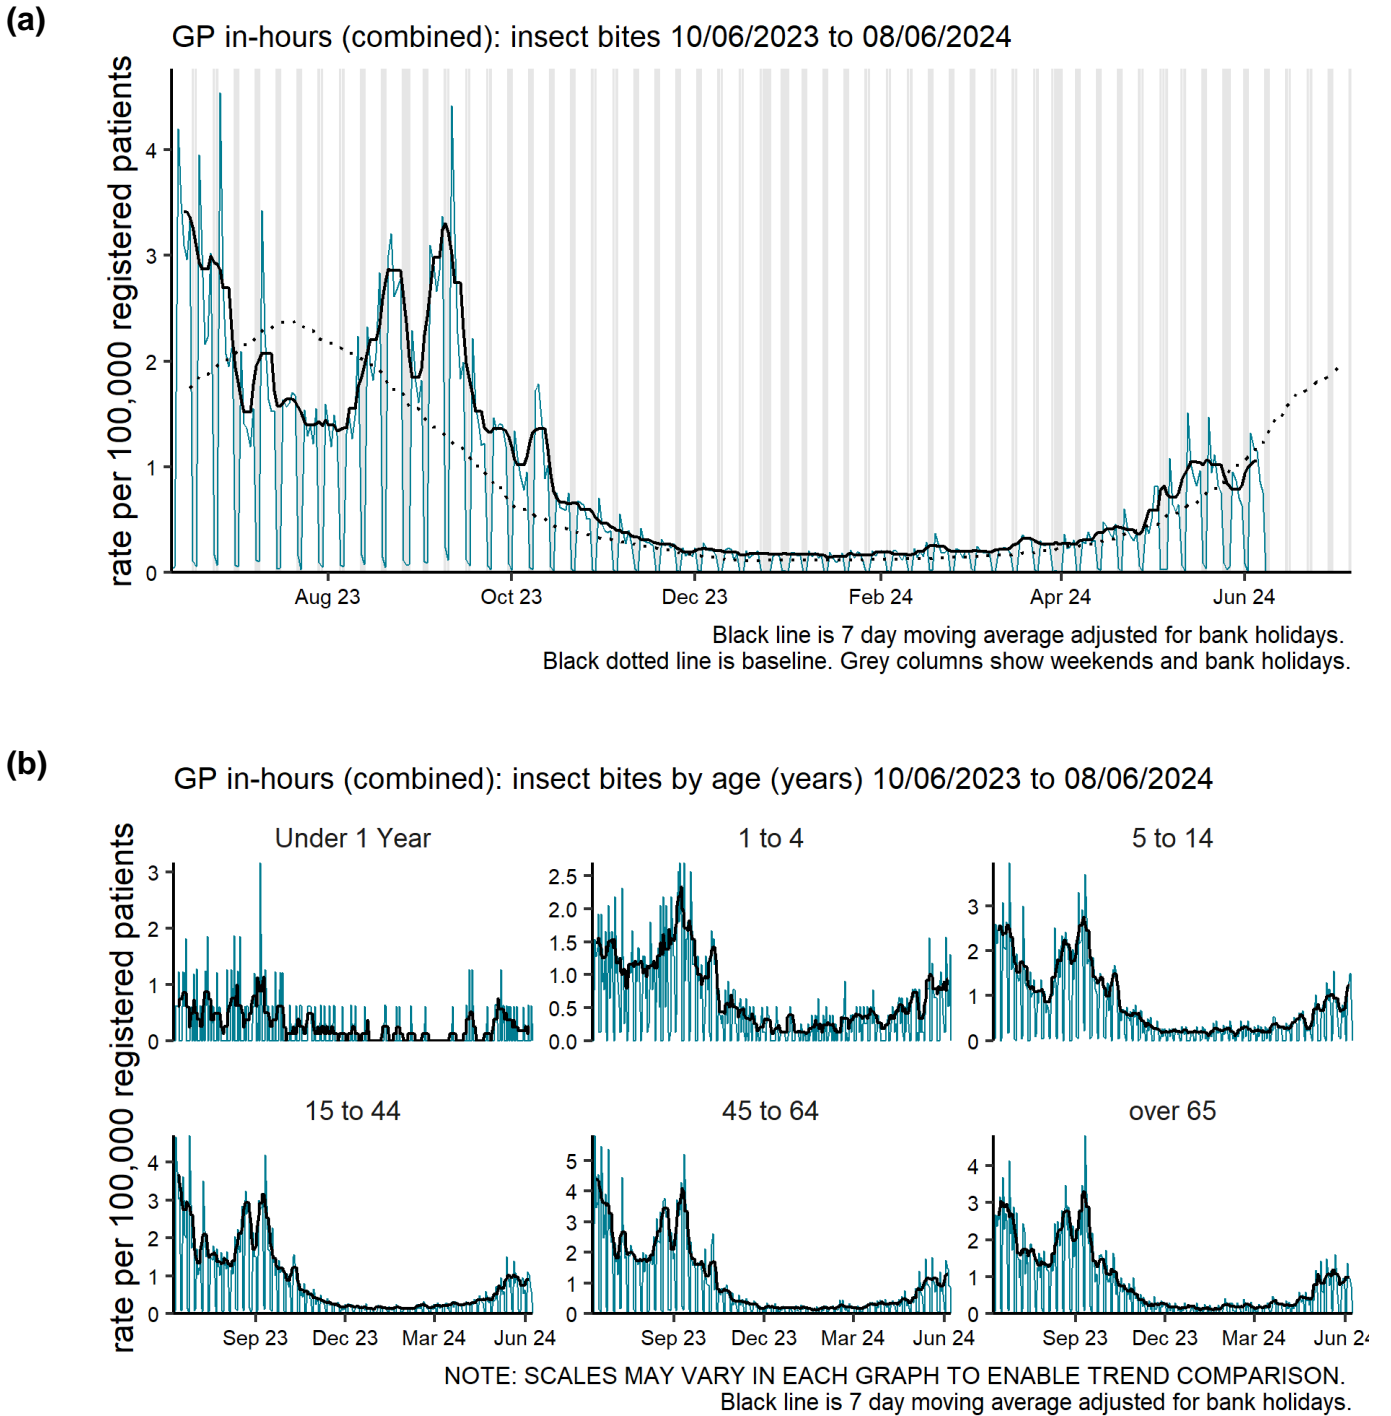 (a)
GP in-hours (combined): insect bites 10/06/2023 to 08/06/2024
rate per 100,000 registered patients
4
3
2
1
0
Aug 23
Oct 23
Dec 23
Feb 24
Apr 24
Jun 24
Black line is 7 day moving average adjusted for bank holidays.
Black dotted line is baseline. Grey columns show weekends and bank holidays.
(b)
GP in-hours (combined): insect bites by age (years) 10/06/2023 to 08/06/2024
rate per 100,000 registered patients
Under 1 Year
3
2
1
0
1 to 4
2.5
2.0
1.5
1.0
0.5
0.0
5 to 14
3
2
1
0
15 to 44
4
3
2
1
0
Sep 23
Dec 23
Mar 24
Jun 24
45 to 64
5
4
3
2
1
0
Sep 23
Dec 23
Mar 24
Jun 24
over 65
4
3
2
1
0
Sep 23
Dec 23
Mar 24
Jun 24
NOTE: SCALES MAY VARY IN EACH GRAPH TO ENABLE TREND COMPARISON.
Black line is 7 day moving average adjusted for bank holidays.